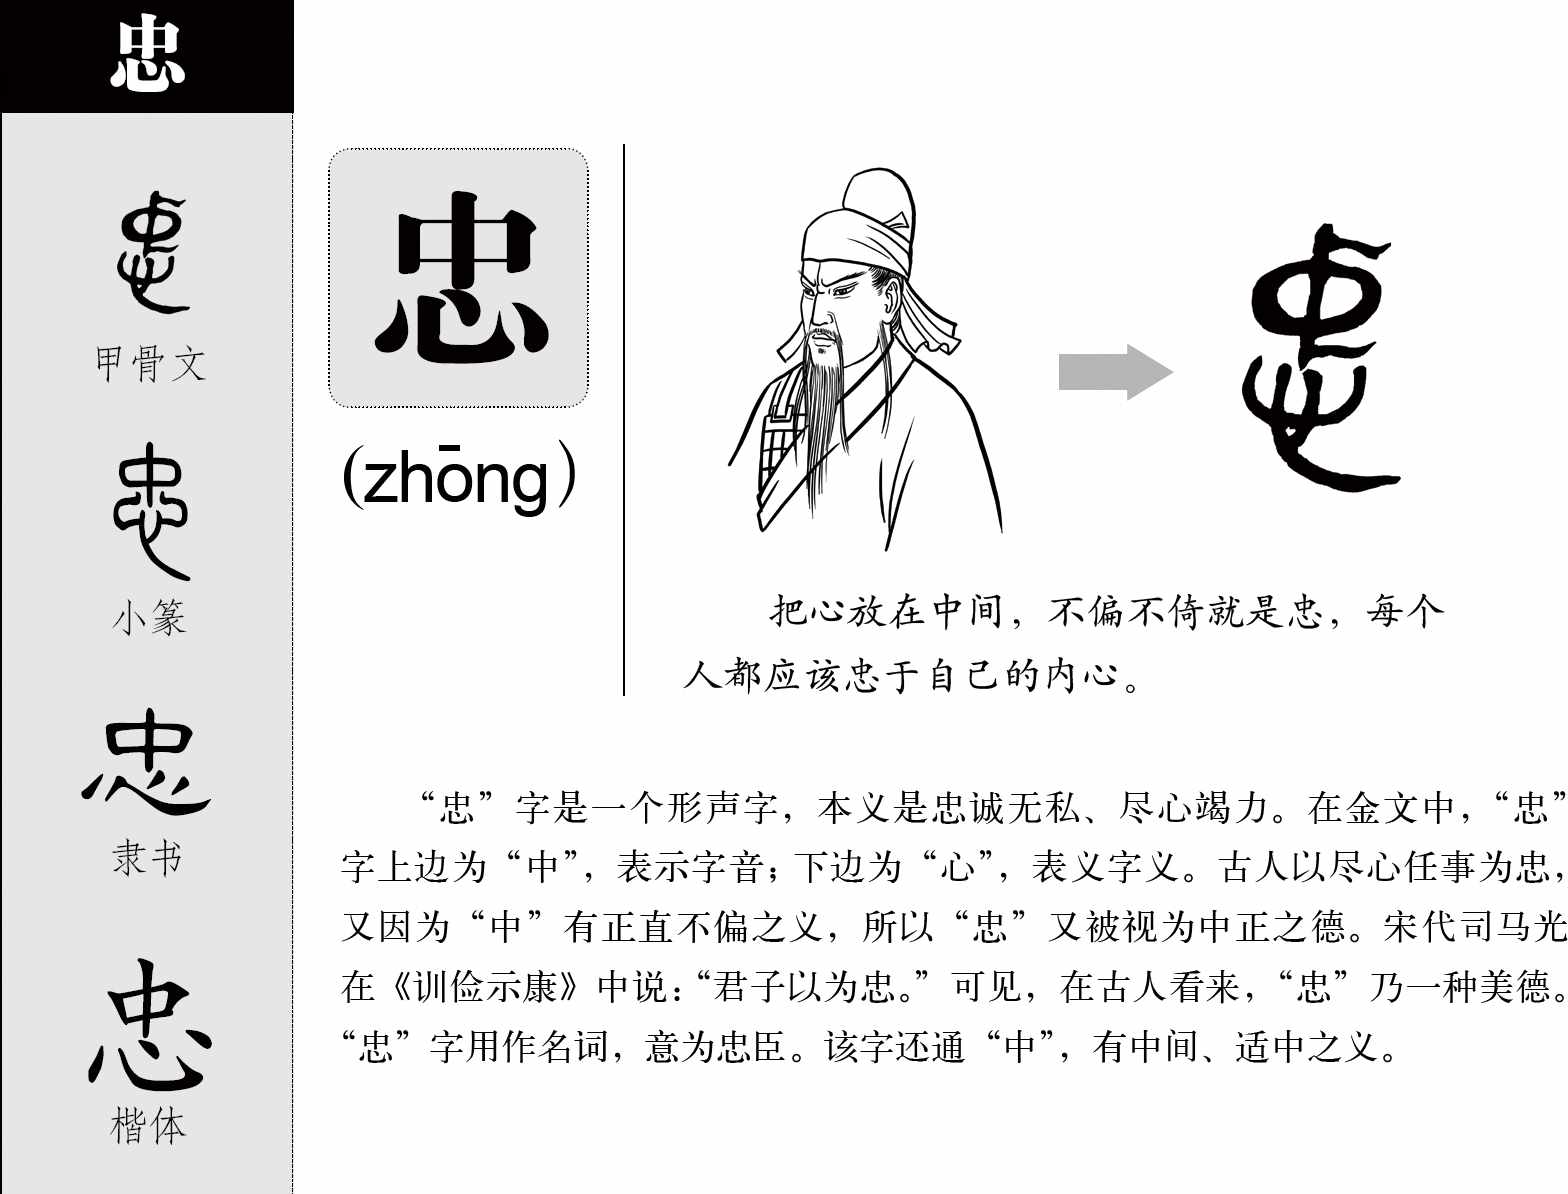 忠
甲骨文
小篆
隶书
楷体
忠
(zhōng)
把心放在中间，不偏不倚就是忠，每个
人都应该忠于自己的内心。
“忠”字是一个形声字，本义是忠诚无私、尽心竭力。在金文中，“忠”
字上边为“中”，表示字音；下边为“心”，表义字义。古人以尽心任事为忠，
又因为“中”有正直不偏之义，所以“忠”又被视为中正之德。宋代司马光
在《训俭示康》中说：“君子以为忠。”可见，在古人看来，“忠”乃一种美德。
“忠”字用作名词，意为忠臣。该字还通“中”，有中间、适中之义。